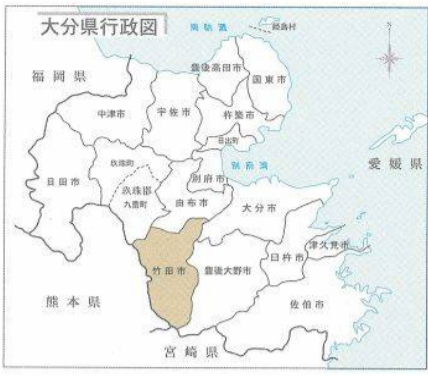 大分県行政図
周防灘
姫島村
福岡県
豊後高田市
国東市
中津市
宇佐市
杵築市
日出町
別府湾
愛媛県
玖珠町
日田市
玖珠郡
九重町
別府市
由布市
大分市
津久見市
臼杵市
竹田市
豊後大野市
佐伯市
熊本県
宮崎県